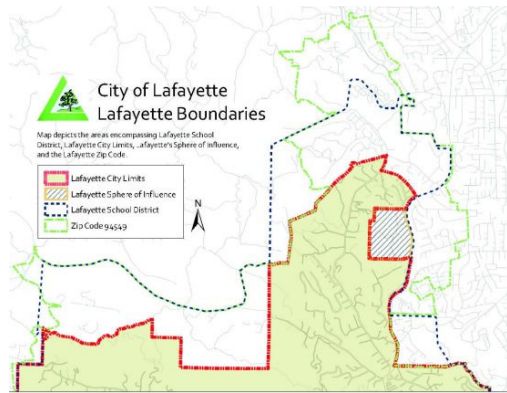 City of Lafayette
Lafayette Boundaries
Map depicts the areas encompassing Lafayette School
District, Lafayette City Limits, Lafayette's Sphere of Influence,
and the Lafayette Zip Code.
Lafayette City Limits
Lafayette Sphere of Influence
Lafayette School District
Zip Code 94549
N